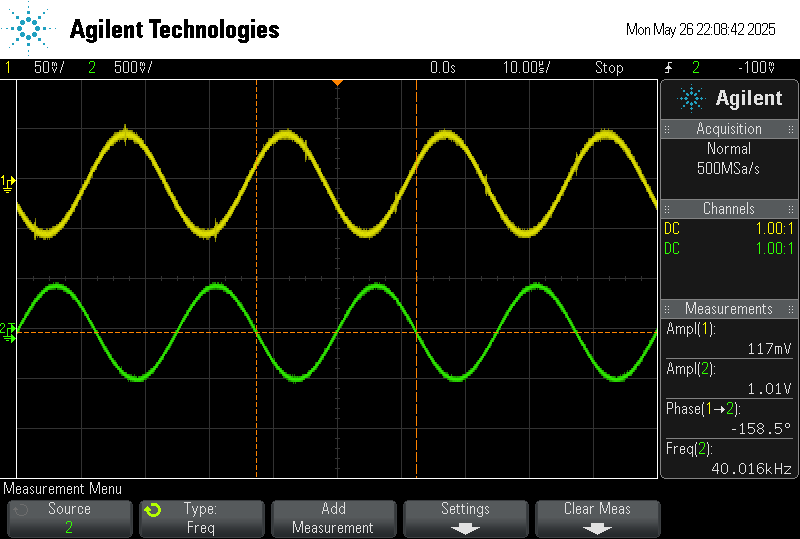 Agilent Technologies
Mon May 26 22:08:42 2025
1 50mV/ 2 500mV/ 0.0s 10.00us/ Stop 2 -100mV
Agilent
Acquisition
Normal
500MSa/s
Channels
DC 1.00:1
DC 1.00:1
Measurements
Ampl(1):
117mV
Ampl(2):
1.01V
Phase(1→2):
-158.5°
Freq(2):
40.016kHz
1
2
Measurement Menu
Source
2
Type:
Freq
Add
Measurement
Settings
Clear Meas